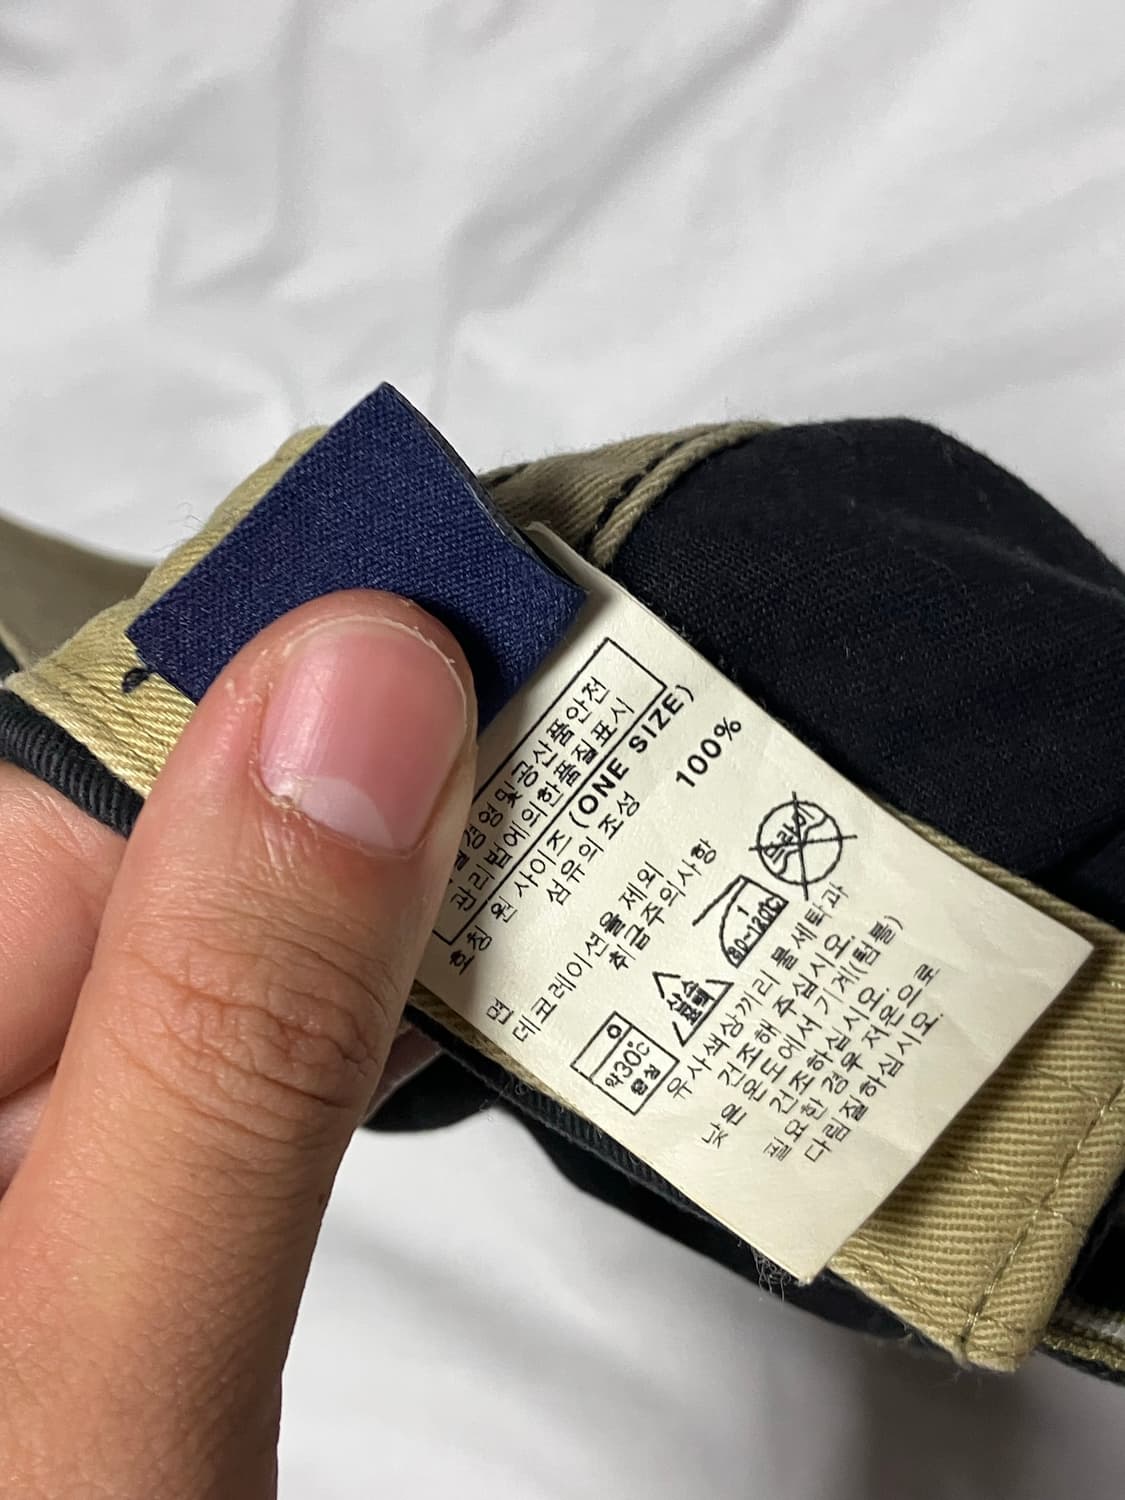 경영 및 공산품안전
관리법에 의한 품질표시
호칭 원 사이즈 (ONE SIZE)
섬유의 조성
면 100%
데코레이션을 제외
취급주의사항
약30℃
중성
산소
표백
1
80~120℃
드라이
유사색상끼리 물세탁과
건조해 주십시오.
낮은 온도에서 기계(텀블)
건조하십시오.
필요한 경우 저온으로
다림질하십시오.